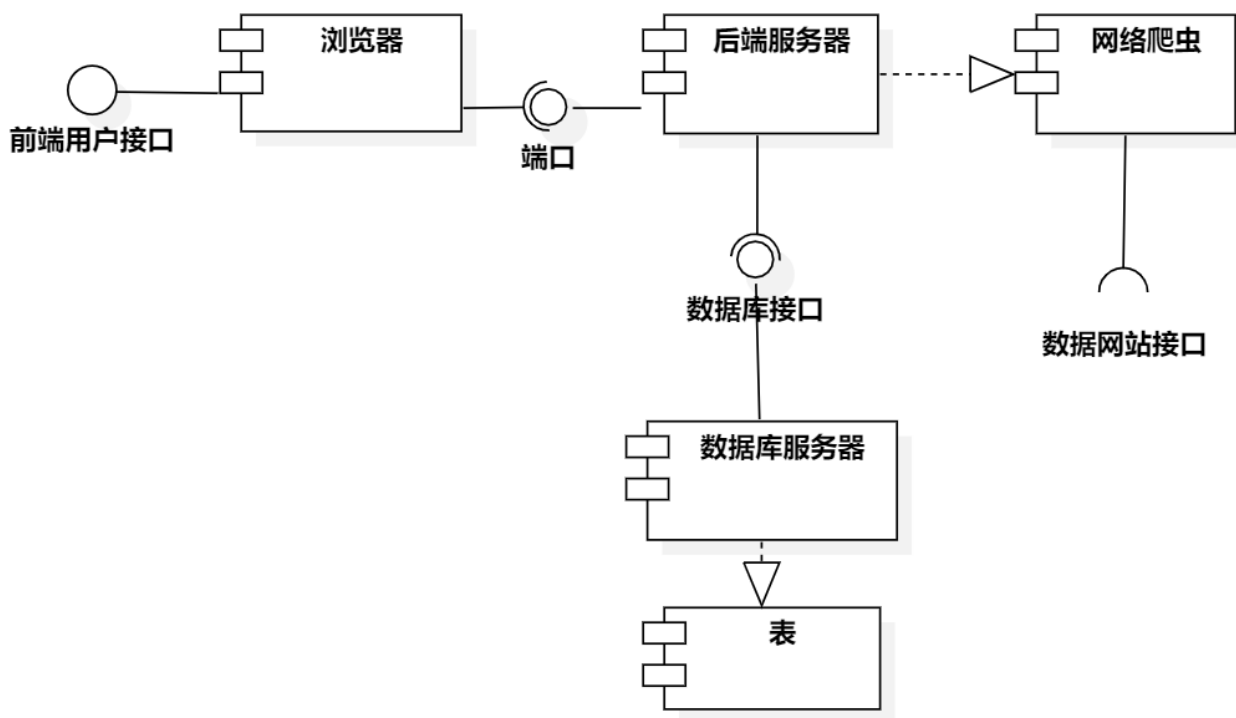 浏览器
后端服务器
网络爬虫
前端用户接口
端口
数据库接口
数据网站接口
数据库服务器
表